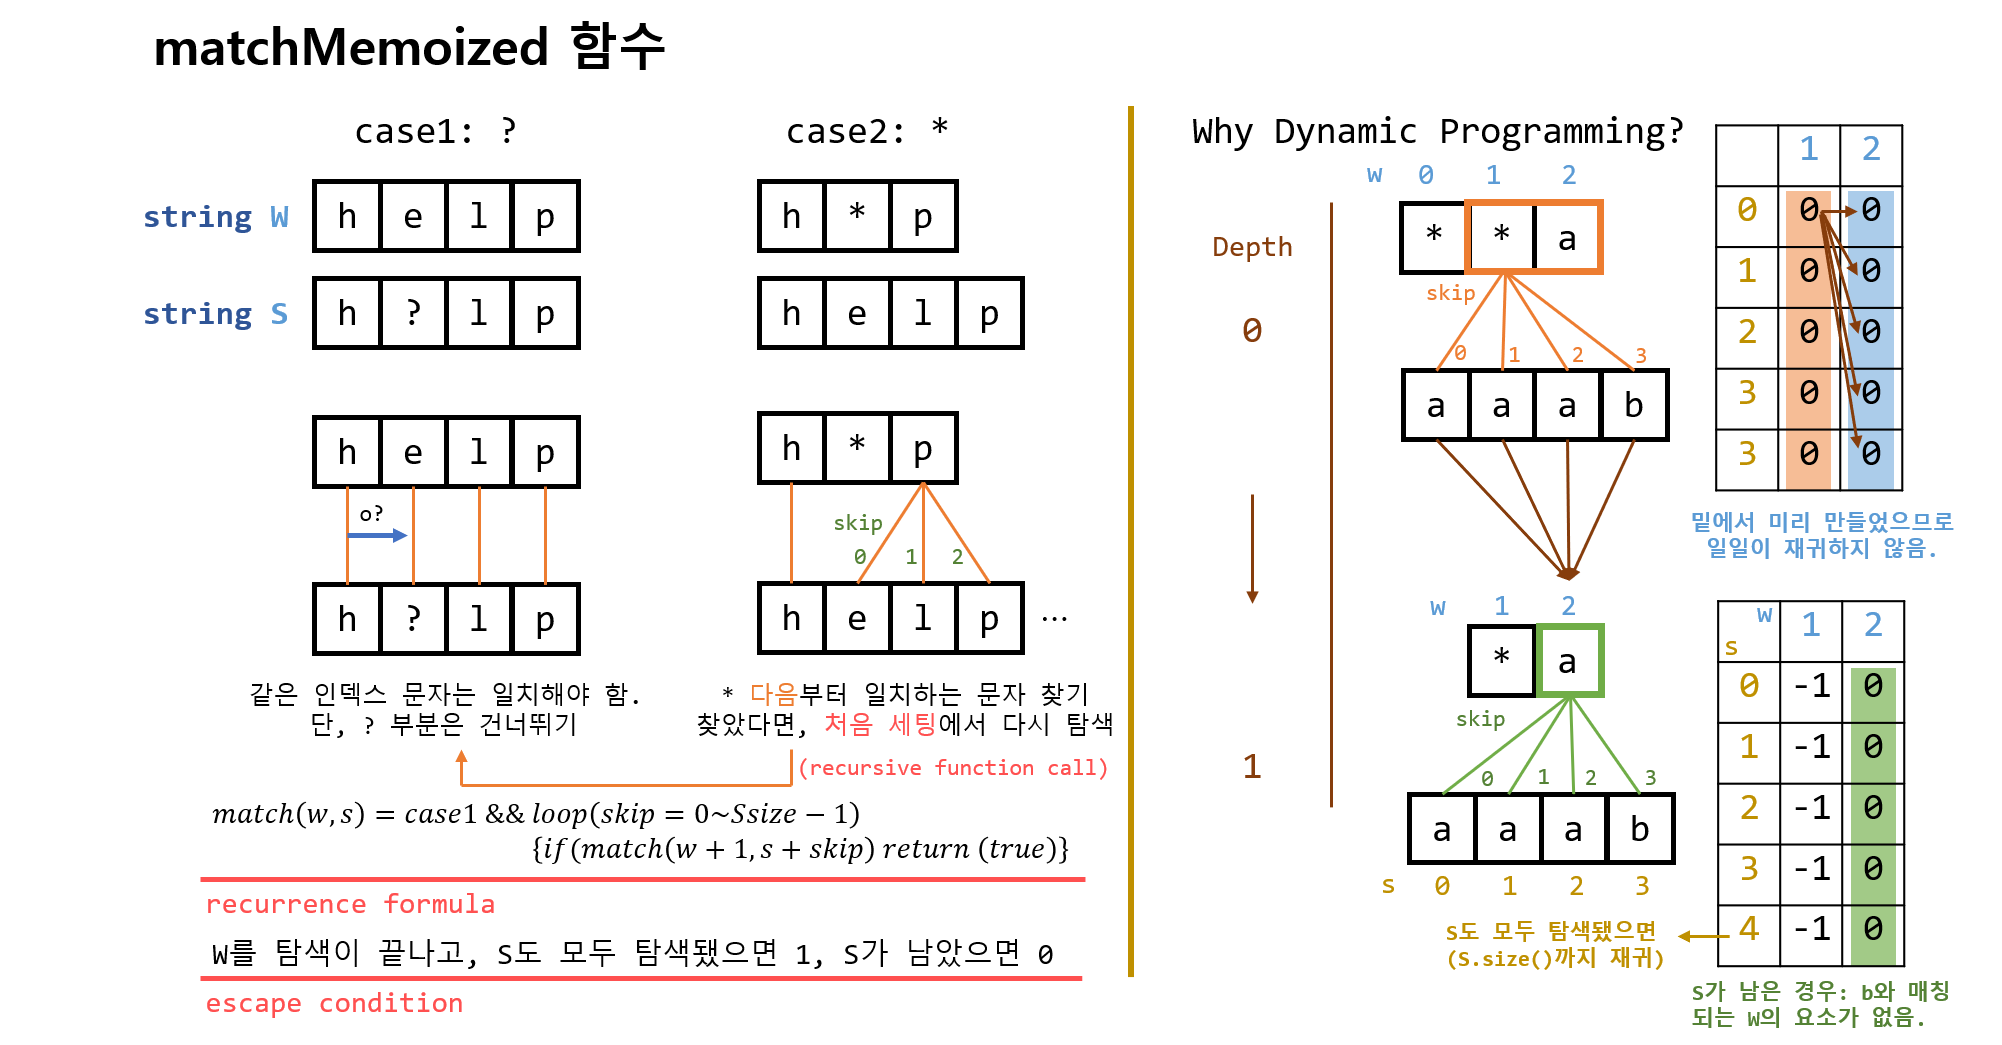 matchMemoized 함수
case1: ?
case2: *
string W
h e l p
h * p
string S
h ? l p
h e l p
h e l p
o?
h ? l p
h * p
skip
0 1 2
h e l p ...
같은 인덱스 문자는 일치해야 함.
단, ? 부분은 건너뛰기
* 다음부터 일치하는 문자 찾기
찾았다면, 처음 세팅에서 다시 탐색
(recursive function call)
match(w, s) = case1 && loop(skip = 0~Ssize − 1)
{if(match(w + 1, s + skip) return (true)}
recurrence formula
W를 탐색이 끝나고, S도 모두 탐색됐으면 1, S가 남았으면 0
escape condition
Why Dynamic Programming?
w 0 1 2
* * a
Depth
skip
0
0 1 2 3
a a a b
w 1 2
* a
skip
1
0 1 2 3
a a a b
s 0 1 2 3
1 2
0 0 0
1 0 0
2 0 0
3 0 0
3 0 0
밑에서 미리 만들었으므로
일일이 재귀하지 않음.
w 1 2
s
0 -1 0
1 -1 0
2 -1 0
3 -1 0
4 -1 0
S도 모두 탐색됐으면
(S.size()까지 재귀)
S가 남은 경우: b와 매칭
되는 W의 요소가 없음.